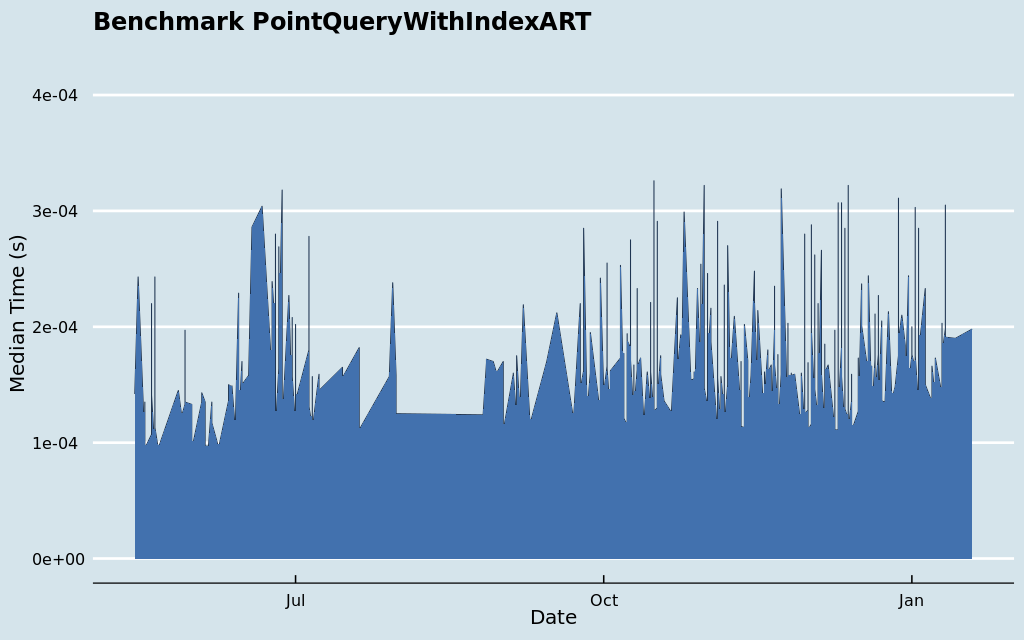 Benchmark PointQueryWithIndexART
Median Time (s)
4e-04
3e-04
2e-04
1e-04
0e+00
Jul
Oct
Jan
Date